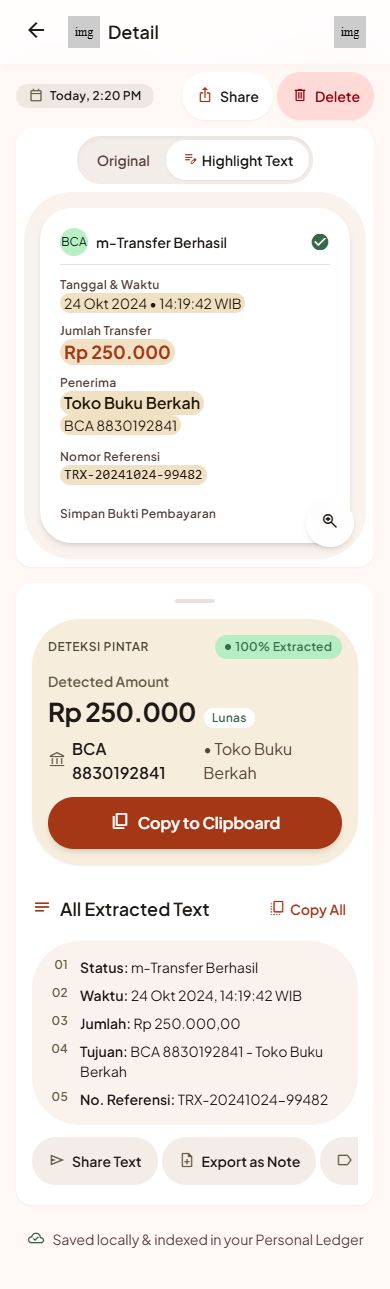 img Detail img
Today, 2:20 PM Share Delete
Original Highlight Text
BCA m-Transfer Berhasil
Tanggal & Waktu
24 Okt 2024 • 14:19:42 WIB
Jumlah Transfer
Rp 250.000
Penerima
Toko Buku Berkah
BCA 8830192841
Nomor Referensi
TRX-20241024-99482
Simpan Bukti Pembayaran
DETEKSI PINTAR ● 100% Extracted
Detected Amount
Rp 250.000 Lunas
BCA • Toko Buku
8830192841 Berkah
Copy to Clipboard
All Extracted Text Copy All
01 Status: m-Transfer Berhasil
02 Waktu: 24 Okt 2024, 14:19:42 WIB
03 Jumlah: Rp 250.000,00
04 Tujuan: BCA 8830192841 - Toko Buku
Berkah
05 No. Referensi: TRX-20241024-99482
Share Text Export as Note
Saved locally & indexed in your Personal Ledger